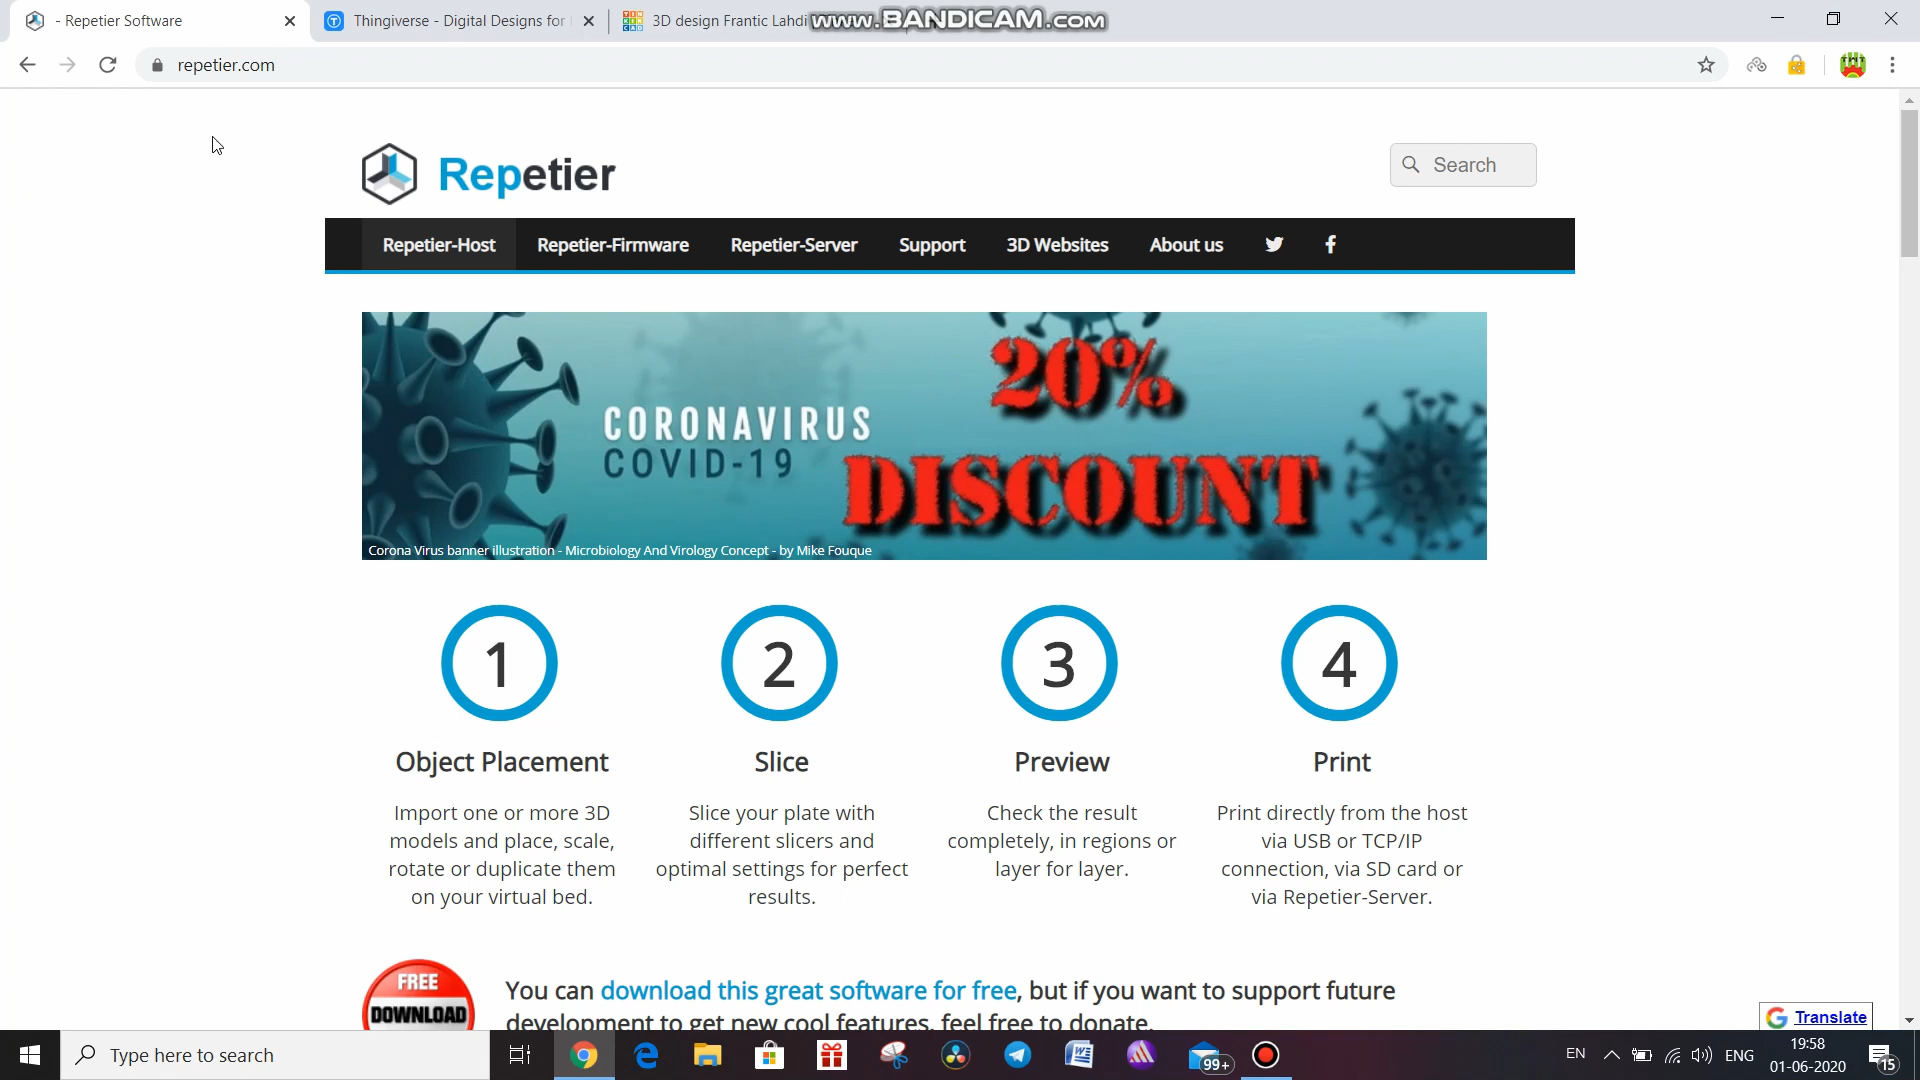 - Repetier Software
Thingiverse - Digital Designs for
3D design Frantic Lahdi
www.BANDICAM.com
repetier.com
Repetier
Search
Repetier-Host
Repetier-Firmware
Repetier-Server
Support
3D Websites
About us
CORONAVIRUS
COVID-19
20%
DISCOUNT
Corona Virus banner illustration - Microbiology And Virology Concept - by Mike Fouque
1
2
3
4
Object Placement
Slice
Preview
Print
Import one or more 3D
models and place, scale,
rotate or duplicate them
on your virtual bed.
Slice your plate with
different slicers and
optimal settings for perfect
results.
Check the result
completely, in regions or
layer for layer.
Print directly from the host
via USB or TCP/IP
connection, via SD card or
via Repetier-Server.
FREE
DOWNLOAD
You can download this great software for free, but if you want to support future
development to get new cool features, feel free to donate.
Translate
Type here to search
99+
EN
ENG
19:58
01-06-2020
15